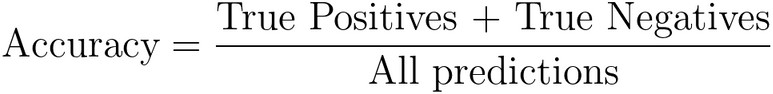 Accuracy = True Positives + True Negatives
All predictions